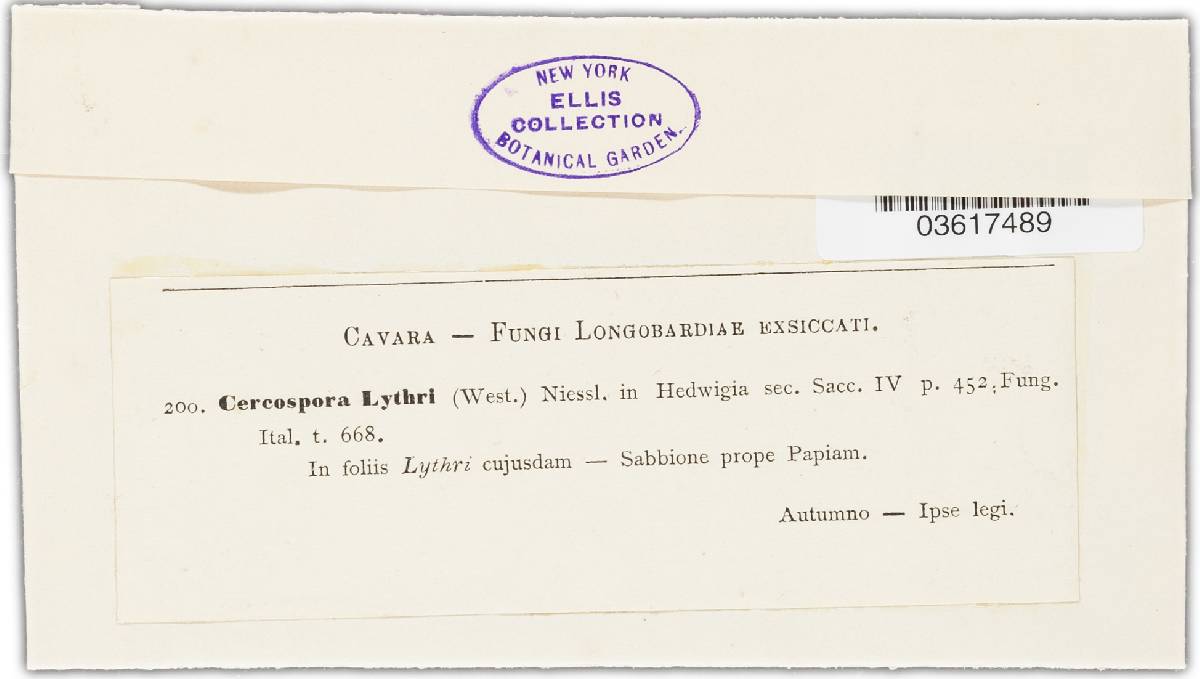 NEW YORK
ELLIS
COLLECTION
BOTANICAL GARDEN.
03617489
CAVARA — FUNGI LONGOBARDIAE EXSICCATI.
200. Cercospora Lythri (West.) Niessl. in Hedwigia sec. Sacc. IV p. 452; Fung.
Ital. t. 668.
In foliis Lythri cujusdam — Sabbione prope Papiam.
Autumno — Ipse legi.